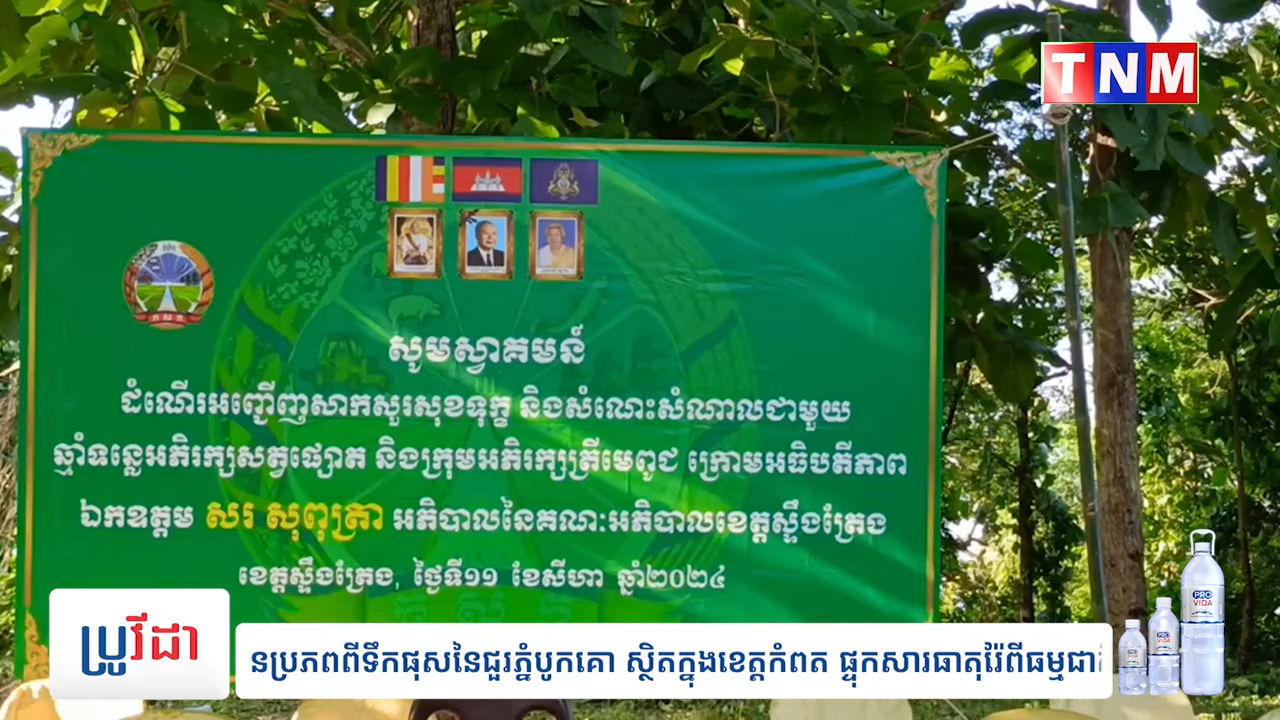 TNM
សូមស្វាគមន៍
ដំណើរអញ្ជើញសាកសួរសុខទុក្ខ និងសំណេះសំណាលជាមួយ
ឆ្មាំទន្លេអភិរក្សសត្វផ្សោត និងក្រុមអភិរក្សត្រីមេពូជ ក្រោមអធិបតីភាព
ឯកឧត្តម សរ សុពុត្រា អភិបាលនៃគណៈអភិបាលខេត្តស្ទឹងត្រែង
ខេត្តស្ទឹងត្រែង, ថ្ងៃទី១១ ខែសីហា ឆ្នាំ២០២៤
ប្រូវីដា
នប្រភពពីទឹកផុសនៃជួរភ្នំបូកគោ ស្ថិតក្នុងខេត្តកំពត ផ្ទុកសារធាតុរ៉ែពីធម្មជា
PRO
VIDA